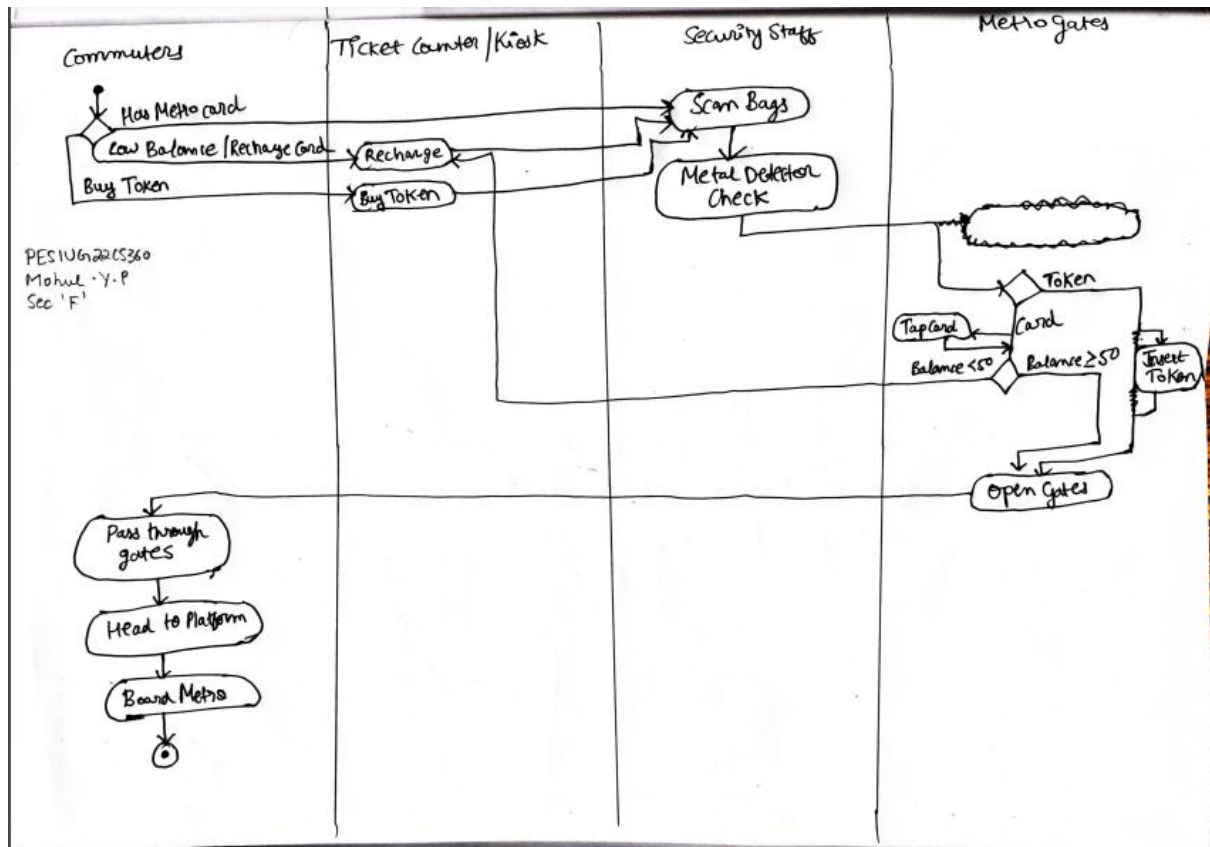 Commuters
Ticket Counter/Kiosk
Security Staff
Metro Gates
Has Metro card
Low Balance/Recharge Card
Buy Token
Recharge
Buy Token
Scan Bags
Metal Detector
Check
PES1UG22CS360
Mohul.Y.P
Sec 'F'
Token
Card
Tap Card
Balance<50
Balance≥50
Insert
Token
Open Gates
Pass through
gates
Head to Platform
Board Metro